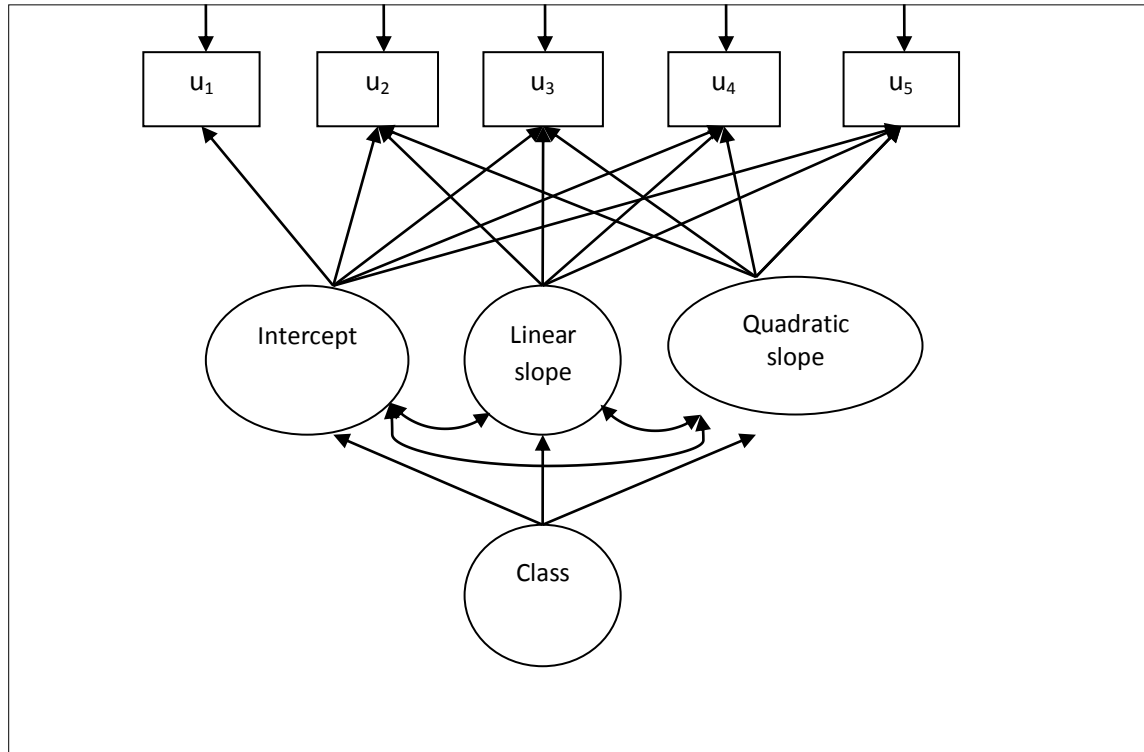 u₁
u₂
u₃
u₄
u₅
Intercept
Linear
slope
Quadratic
slope
Class